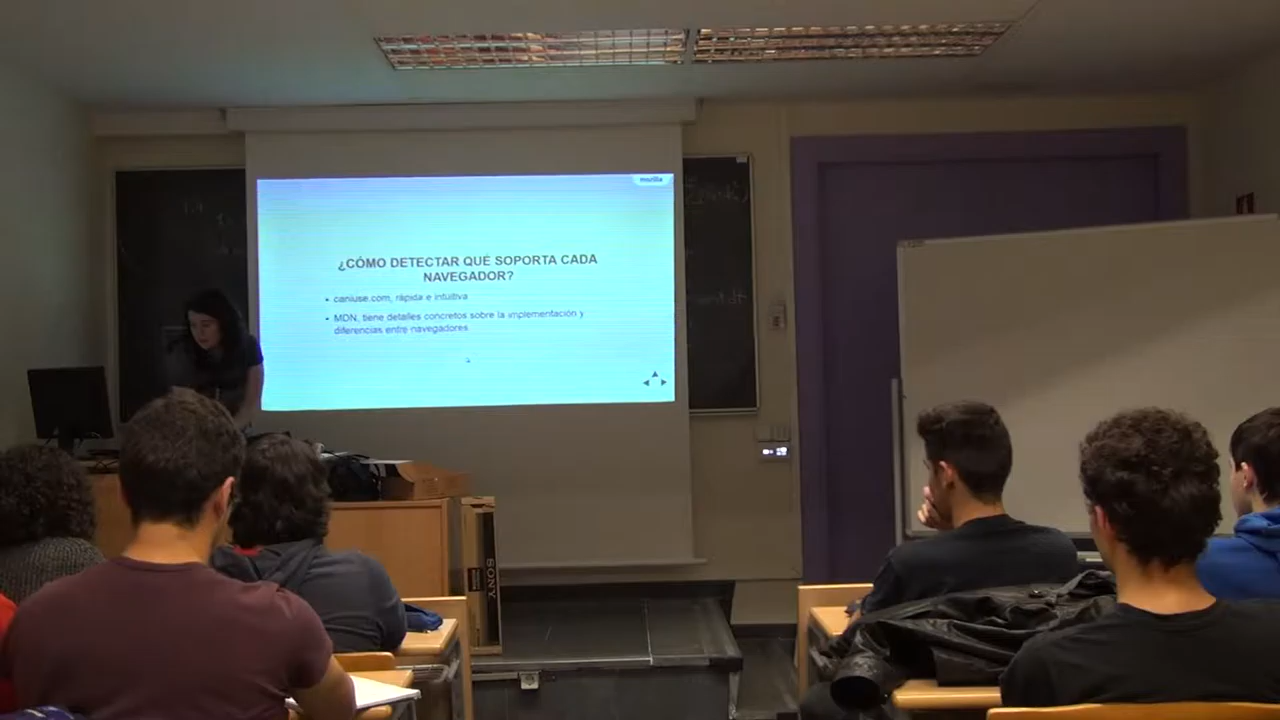 mozilla
¿CÓMO DETECTAR QUÉ SOPORTA CADA
NAVEGADOR?
caniuse.com, rápida e intuitiva
MDN, tiene detalles concretos sobre la implementación y
diferencias entre navegadores
SONY